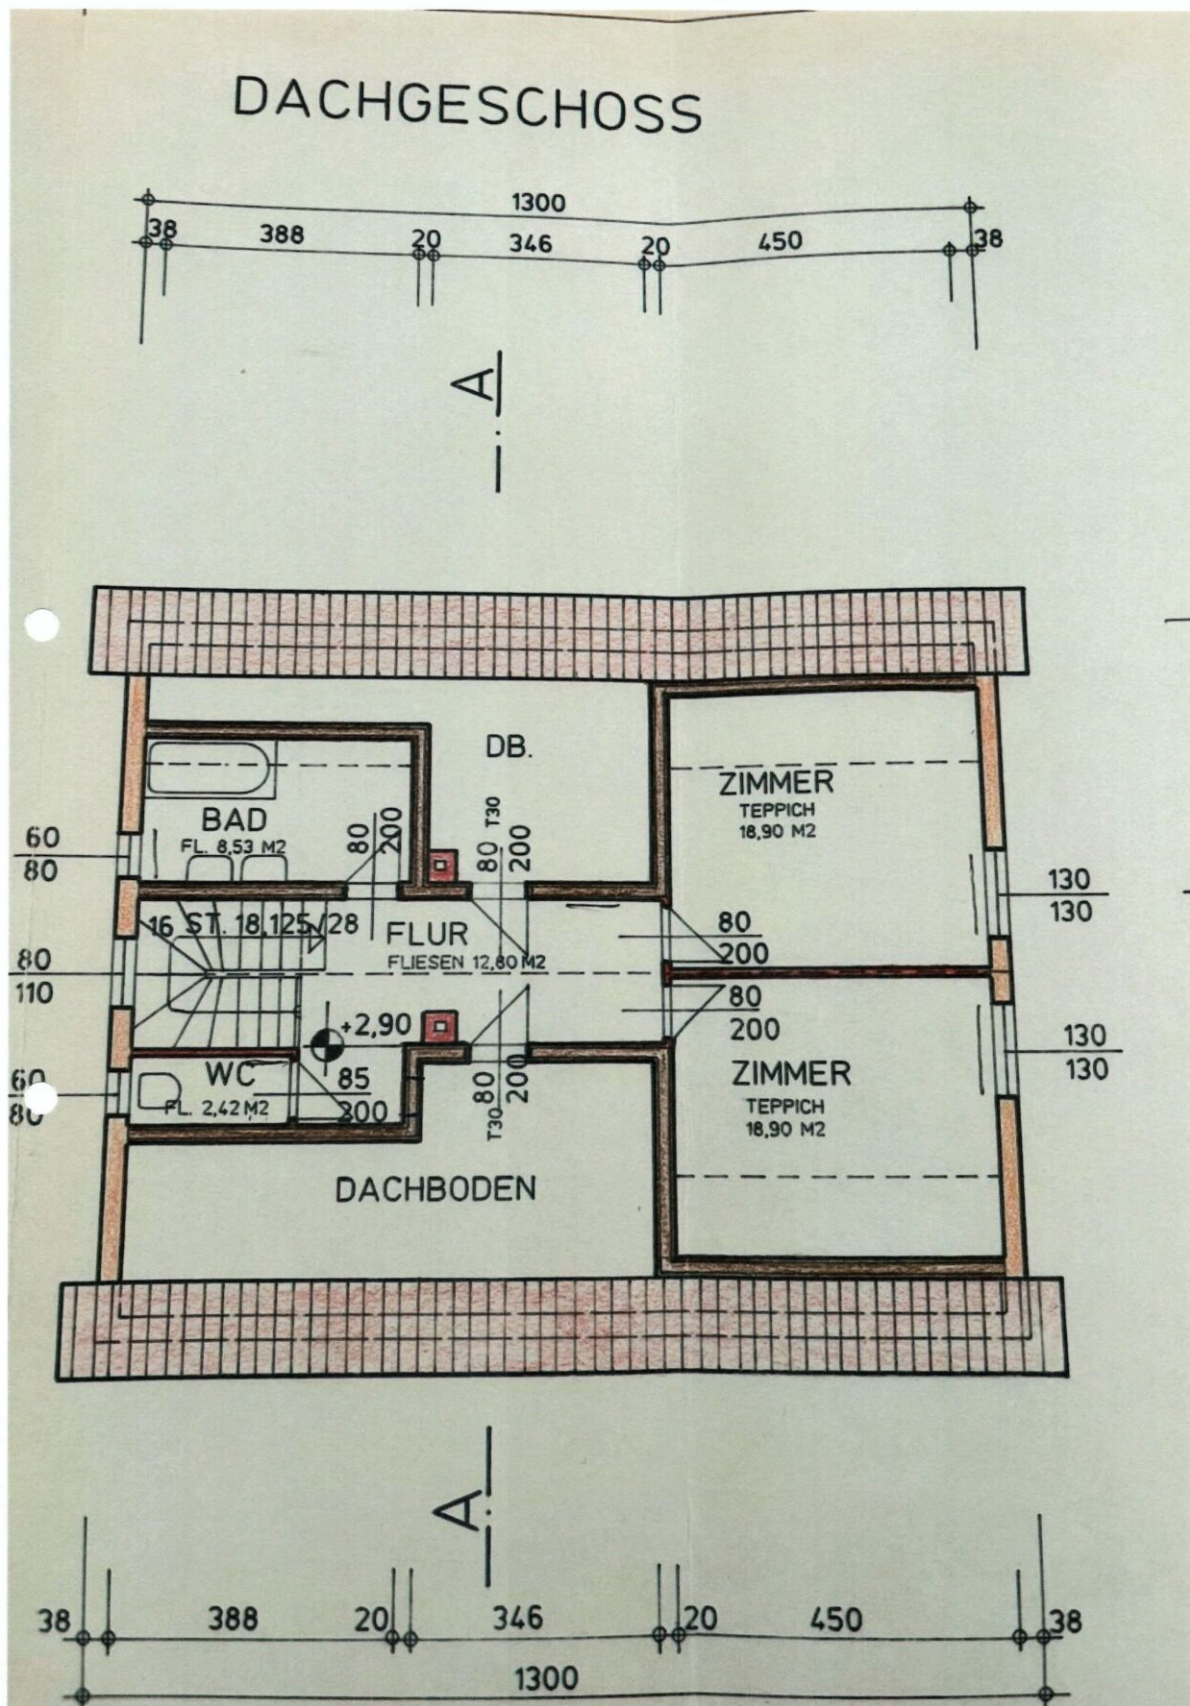 DACHGESCHOSS
1300
38 388 20 346 20 450 38
A
DB.
ZIMMER
TEPPICH
18,90 M2
BAD
FL. 8,53 M2
60
80
80
200
80
200
T30
130
130
16 ST. 18,125/28
FLUR
FLIESEN 12,80 M2
80
200
80
110
+2,90
80
200
130
130
WC
FL. 2,42 M2
60
80
85
200
80
200
T30
ZIMMER
TEPPICH
18,90 M2
DACHBODEN
A
38 388 20 346 20 450 38
1300